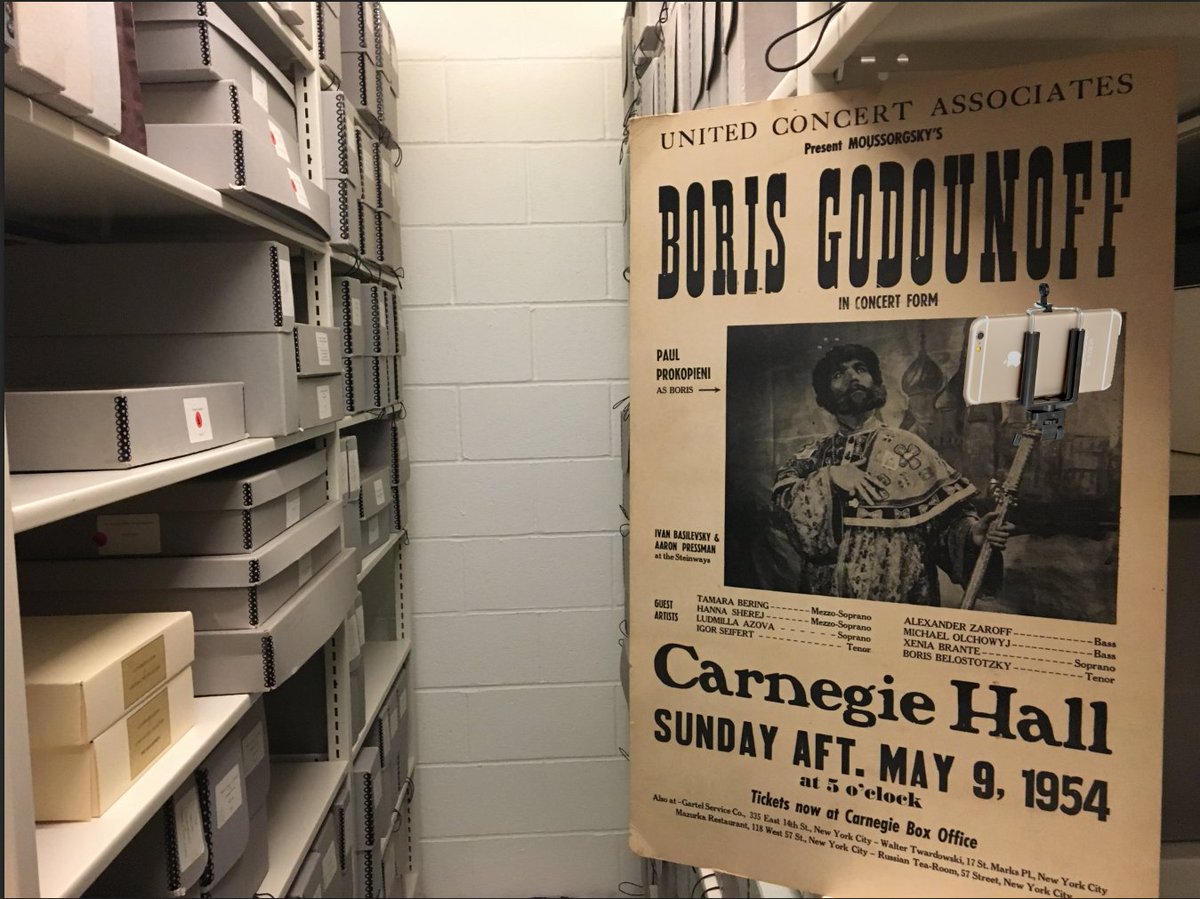 UNITED CONCERT ASSOCIATES
Present MOUSSORGSKY'S
BORIS GODOUNOFF
IN CONCERT FORM
PAUL
PROKOPIENI
AS BORIS
IVAN BASILEVSKY &
AARON PRESSMAN
at the Steinways
GUEST
ARTISTS
TAMARA BERING - Mezzo-Soprano
HANNA SHEREJ - Mezzo-Soprano
LUDMILLA AZOVA - Soprano
IGOR SEIFERT - Tenor
ALEXANDER ZAROFF - Bass
MICHAEL OLCHOWYJ - Bass
XENIA BRANTE - Soprano
BORIS BELOSTOTZKY - Tenor
Carnegie Hall
SUNDAY AFT. MAY 9, 1954
at 5 o'clock
Tickets now at Carnegie Box Office
Also at -Gartel Service Co., 335 East 14th St., New York City - Walter Twardowski, 17 St. Marks Pl., New York City
Mazurka Restaurant, 118 West 57 St., New York City - Russian Tea-Room, 57 Street, New York City